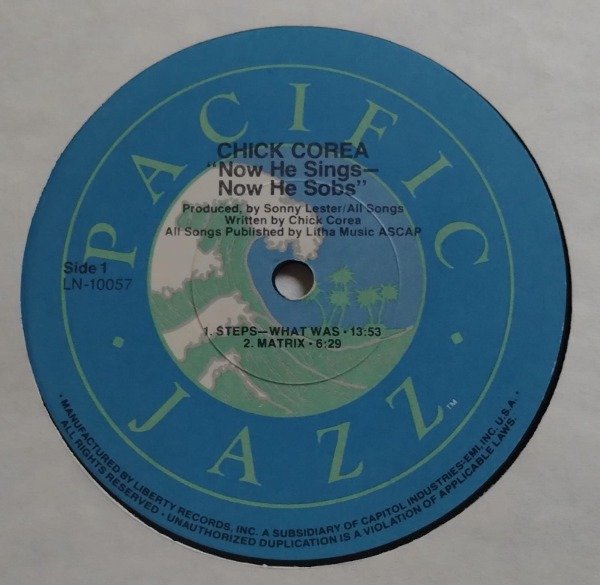 PACIFIC
CHICK COREA
"Now He Sings—
Now He Sobs"
Produced, by Sonny Lester/All Songs
Written by Chick Corea
All Songs Published by Litha Music ASCAP
Side 1
LN-10057
1. STEPS—WHAT WAS • 13:53
2. MATRIX • 6:29
• JAZZ •
TM
• MANUFACTURED BY LIBERTY RECORDS, INC. A SUBSIDIARY OF CAPITOL INDUSTRIES-EMI, INC. U.S.A. •
ALL RIGHTS RESERVED • UNAUTHORIZED DUPLICATION IS A VIOLATION OF APPLICABLE LAWS.